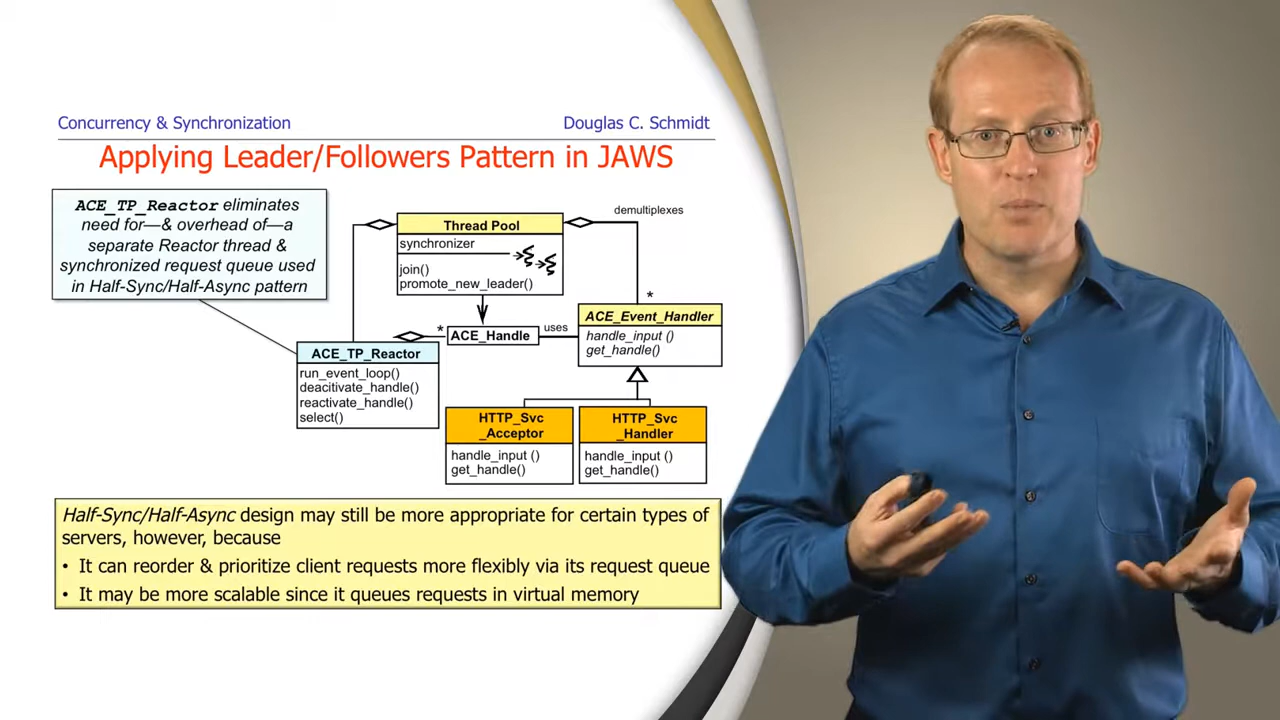 Concurrency & Synchronization
Douglas C. Schmidt
Applying Leader/Followers Pattern in JAWS
ACE_TP_Reactor eliminates
need for—& overhead of—a
separate Reactor thread &
synchronized request queue used
in Half-Sync/Half-Async pattern
Thread Pool
synchronizer
join()
promote_new_leader()
demultiplexes
*
ACE_Event_Handler
handle_input ()
get_handle()
* ACE_Handle
uses
ACE_TP_Reactor
run_event_loop()
deacitivate_handle()
reactivate_handle()
select()
HTTP_Svc
_Acceptor
handle_input ()
get_handle()
HTTP_Svc
_Handler
handle_input ()
get_handle()
Half-Sync/Half-Async design may still be more appropriate for certain types of
servers, however, because
• It can reorder & prioritize client requests more flexibly via its request queue
• It may be more scalable since it queues requests in virtual memory